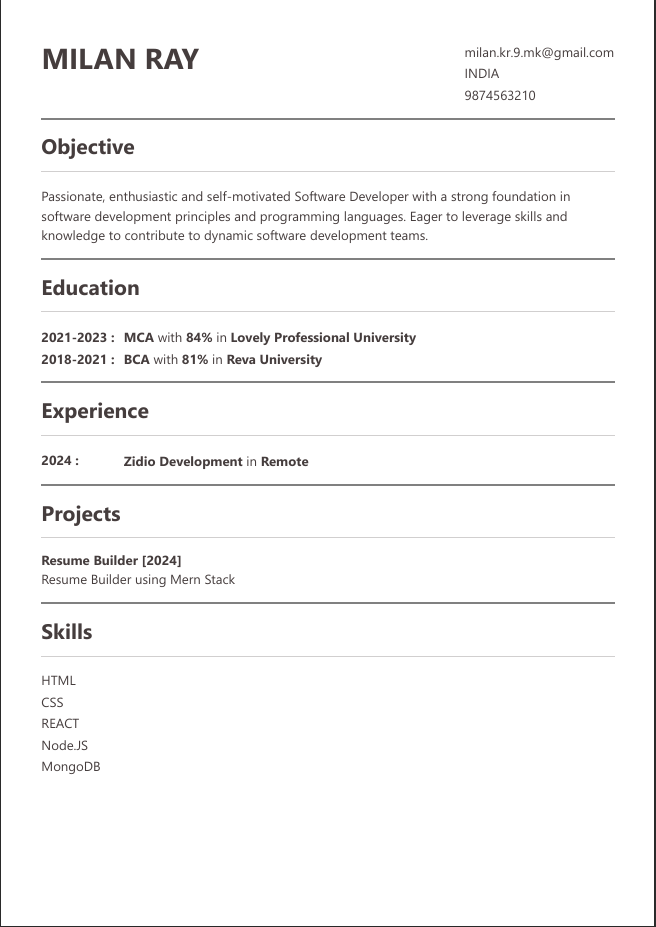 MILAN RAY
milan.kr.9.mk@gmail.com
INDIA
9874563210
Objective
Passionate, enthusiastic and self-motivated Software Developer with a strong foundation in
software development principles and programming languages. Eager to leverage skills and
knowledge to contribute to dynamic software development teams.
Education
2021-2023 : MCA with 84% in Lovely Professional University
2018-2021 : BCA with 81% in Reva University
Experience
2024 : Zidio Development in Remote
Projects
Resume Builder [2024]
Resume Builder using Mern Stack
Skills
HTML
CSS
REACT
Node.JS
MongoDB